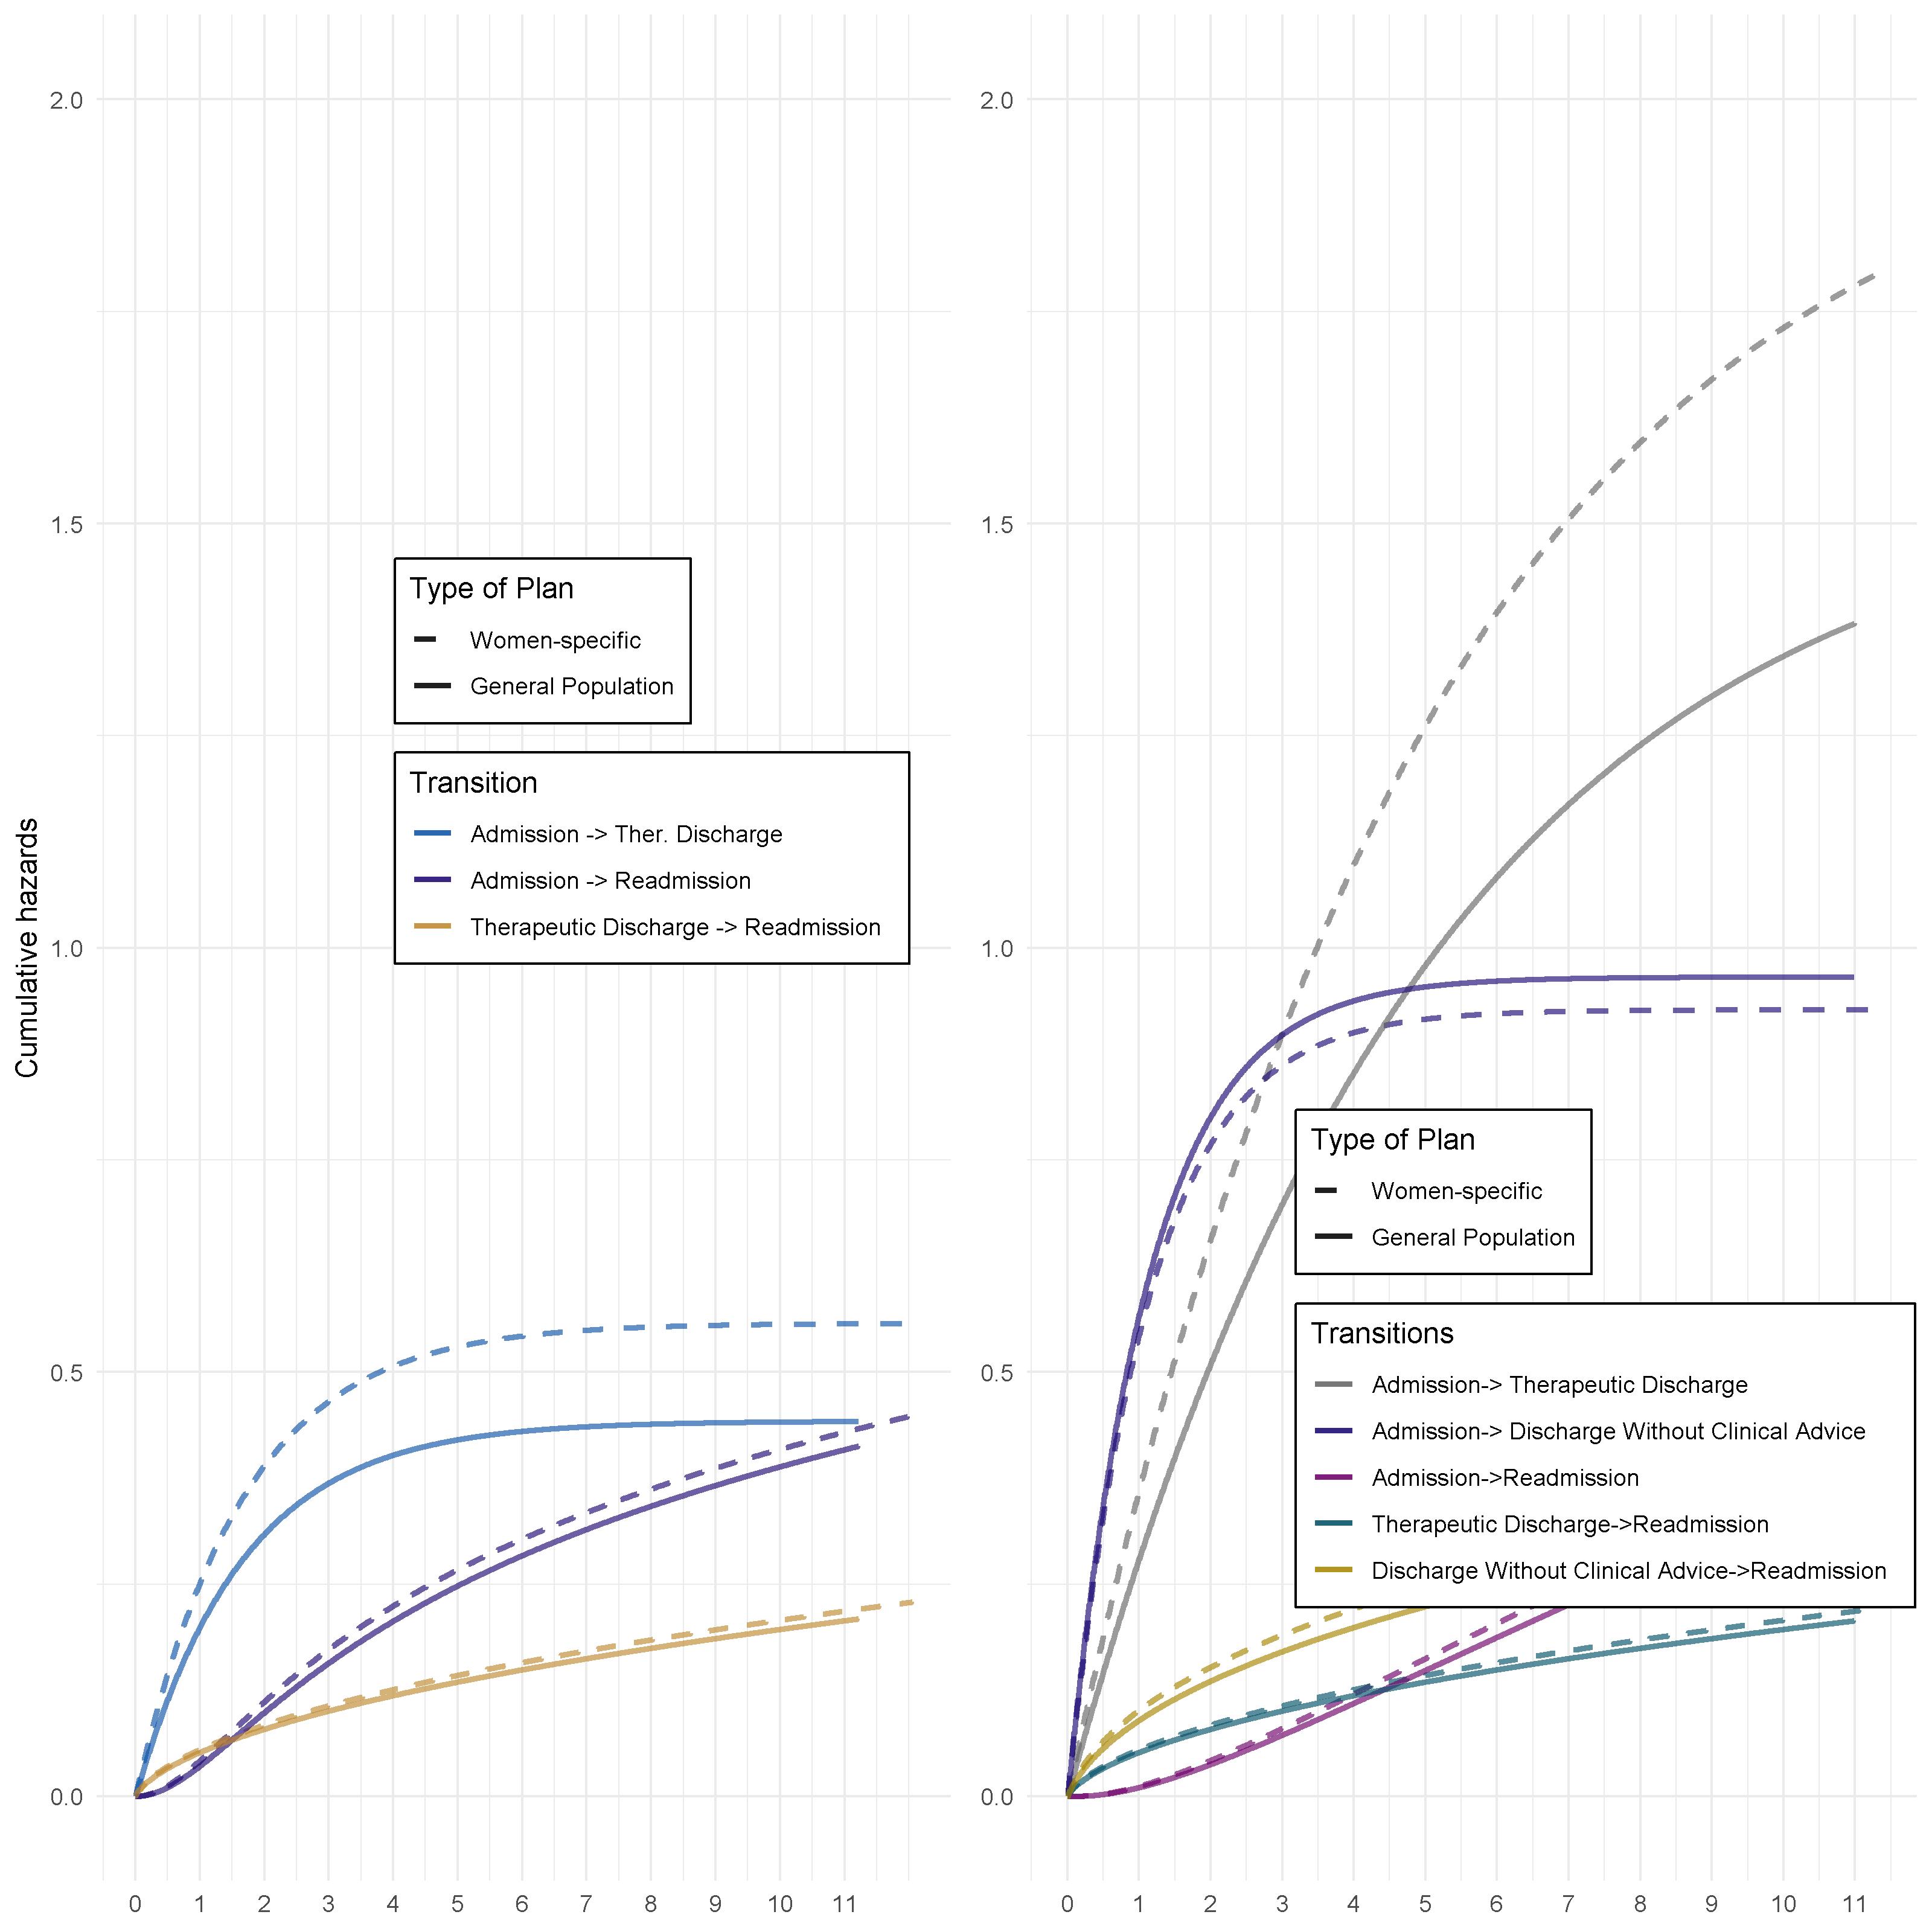 Cumulative hazards
2.0
1.5
1.0
0.5
0.0
0 1 2 3 4 5 6 7 8 9 10 11
Type of Plan
Women-specific
General Population
Transition
Admission -> Ther. Discharge
Admission -> Readmission
Therapeutic Discharge -> Readmission
2.0
1.5
1.0
0.5
0.0
0 1 2 3 4 5 6 7 8 9 10 11
Type of Plan
Women-specific
General Population
Transitions
Admission-> Therapeutic Discharge
Admission-> Discharge Without Clinical Advice
Admission->Readmission
Therapeutic Discharge->Readmission
Discharge Without Clinical Advice->Readmission